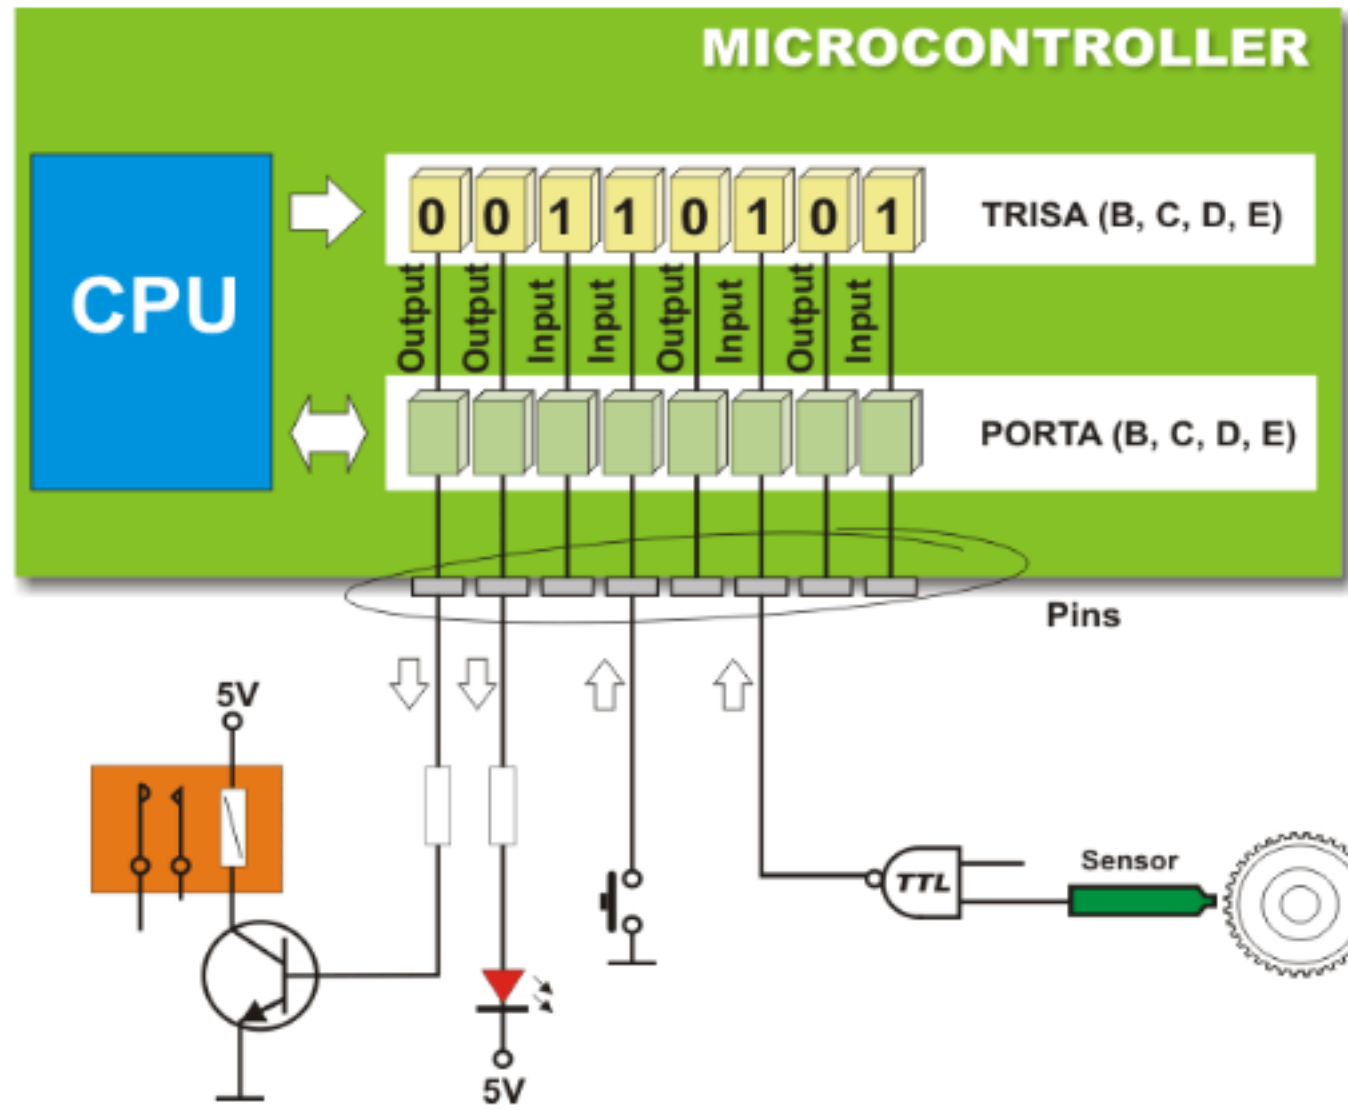 MICROCONTROLLER
CPU
0 0 1 1 0 1 0 1
TRISA (B, C, D, E)
Output
Output
Input
Input
Output
Input
Output
Input
PORTA (B, C, D, E)
Pins
5V
TTL
Sensor
5V